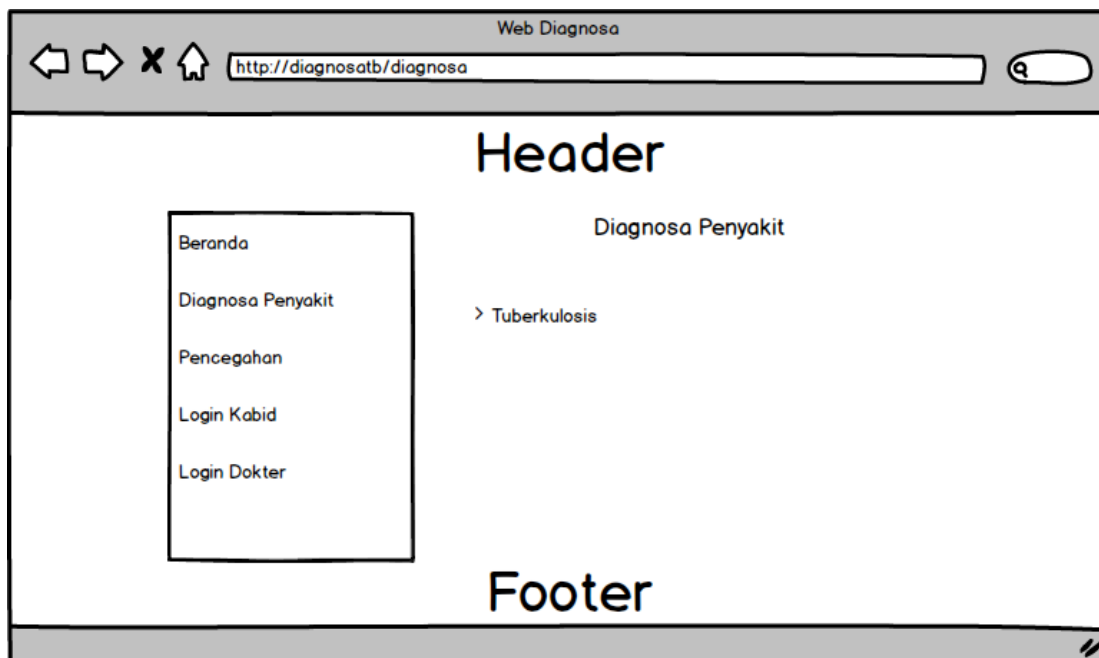 Web Diagnosa
http://diagnosatb/diagnosa
Header
Beranda
Diagnosa Penyakit
Pencegahan
Login Kabid
Login Dokter
Diagnosa Penyakit
> Tuberkulosis
Footer